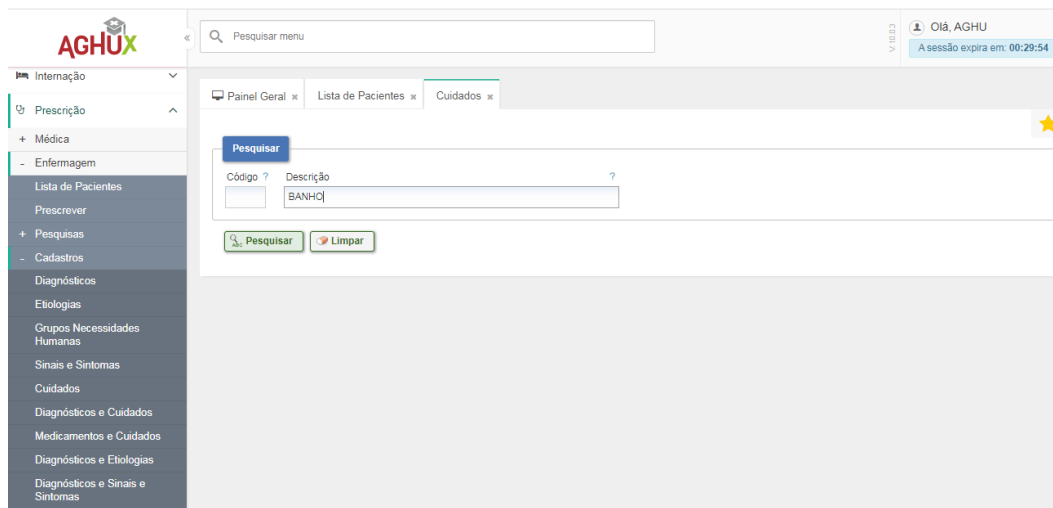 AGHUX
«
Pesquisar menu
V. 10.0.3
Olá, AGHU
A sessão expira em: 00:29:54
Internação
Prescrição
+ Médica
- Enfermagem
Lista de Pacientes
Prescrever
+ Pesquisas
- Cadastros
Diagnósticos
Etiologias
Grupos Necessidades
Humanas
Sinais e Sintomas
Cuidados
Diagnósticos e Cuidados
Medicamentos e Cuidados
Diagnósticos e Etiologias
Diagnósticos e Sinais e
Sintomas
Painel Geral Lista de Pacientes Cuidados
Pesquisar
Código ? Descrição ?
BANHO
ABC Pesquisar Limpar